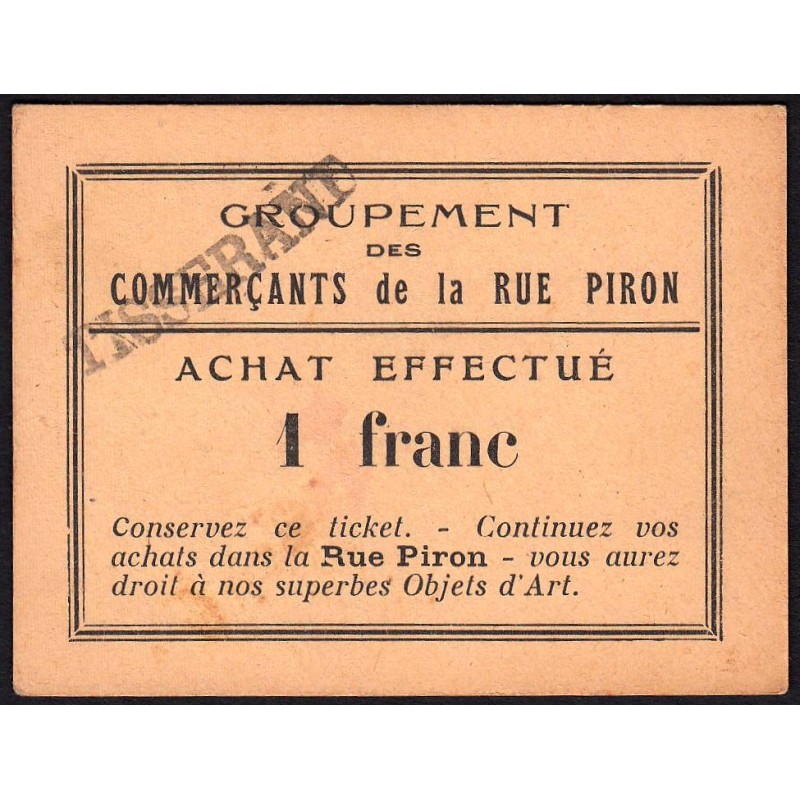 TISSERANT
GROUPEMENT
DES
COMMERÇANTS de la RUE PIRON
ACHAT EFFECTUÉ
1 franc
Conservez ce ticket. - Continuez vos
achats dans la Rue Piron - vous aurez
droit à nos superbes Objets d'Art.